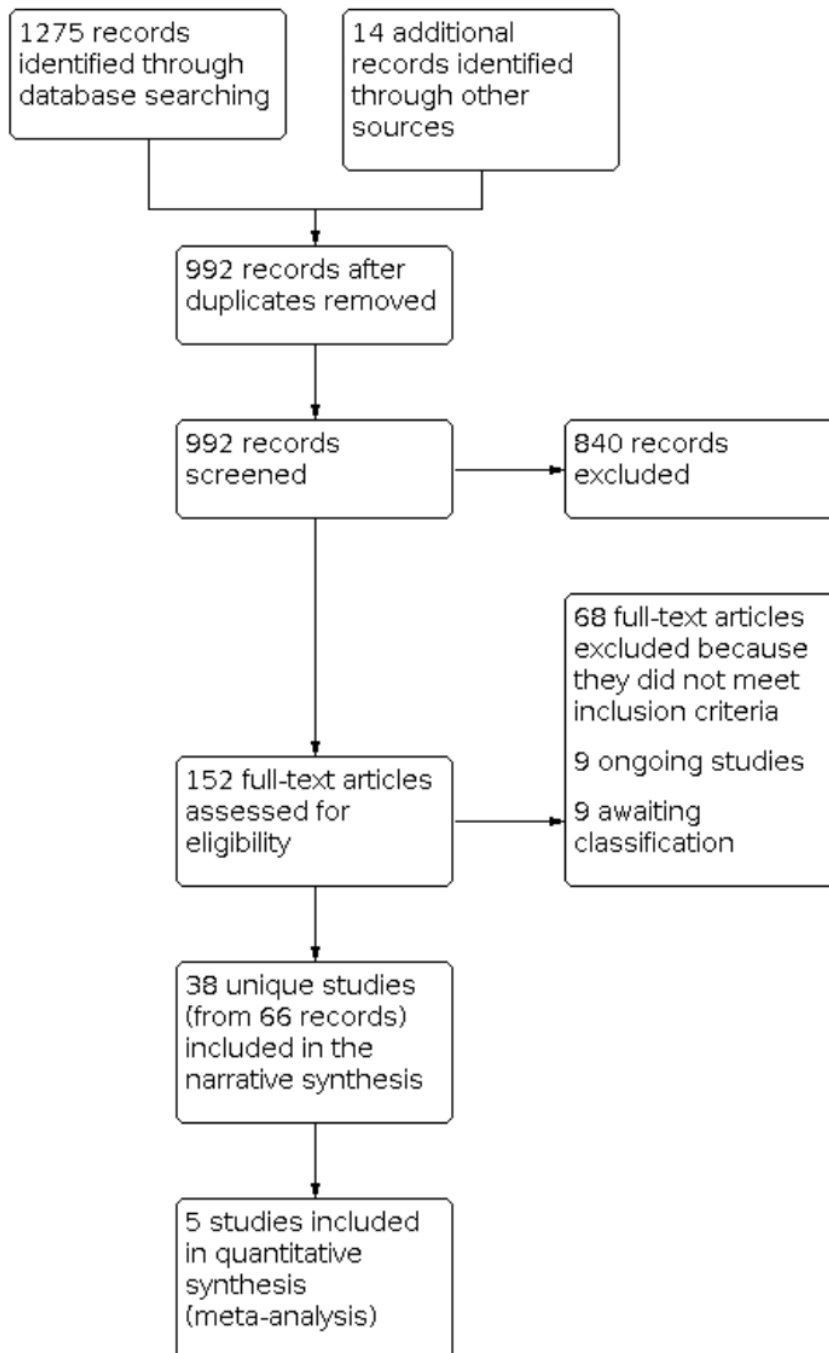 1275 records
identified through
database searching
14 additional
records identified
through other
sources
992 records after
duplicates removed
992 records
screened
840 records
excluded
68 full-text articles
excluded because
they did not meet
inclusion criteria
9 ongoing studies
9 awaiting
classification
152 full-text articles
assessed for
eligibility
38 unique studies
(from 66 records)
included in the
narrative synthesis
5 studies included
in quantitative
synthesis
(meta-analysis)